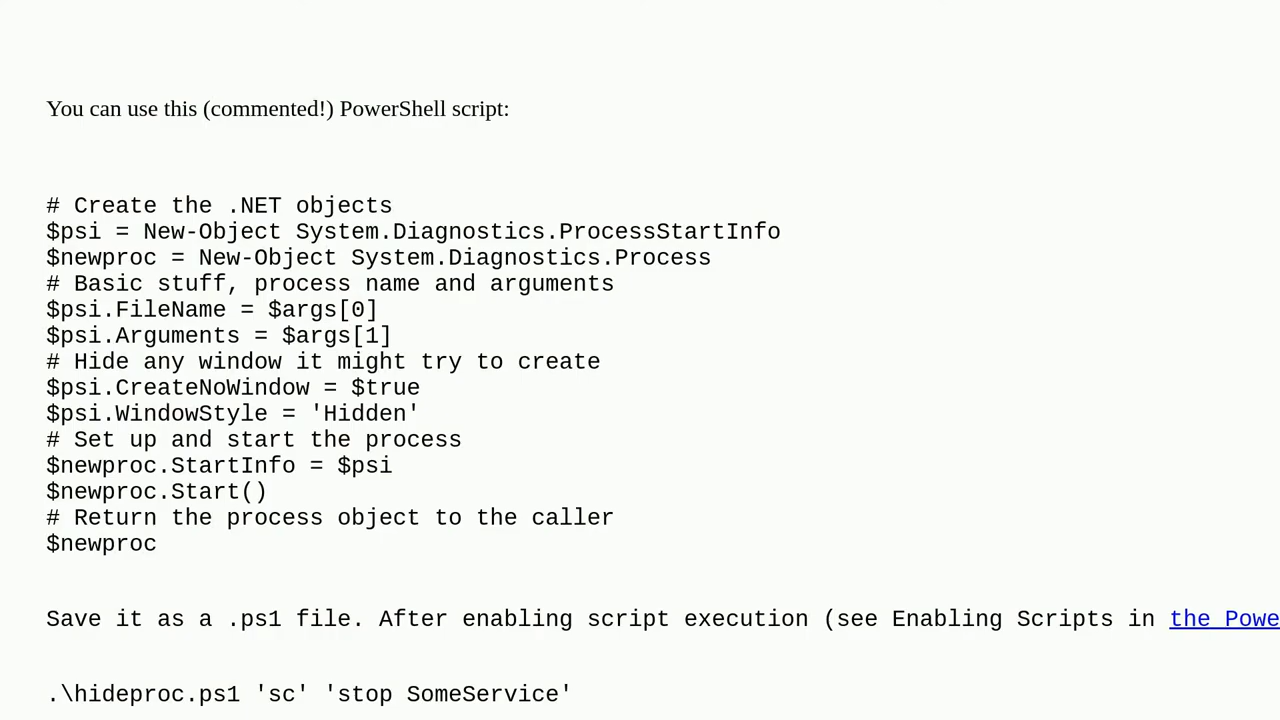 You can use this (commented!) PowerShell script:
# Create the .NET objects
$psi = New-Object System.Diagnostics.ProcessStartInfo
$newproc = New-Object System.Diagnostics.Process
# Basic stuff, process name and arguments
$psi.FileName = $args[0]
$psi.Arguments = $args[1]
# Hide any window it might try to create
$psi.CreateNoWindow = $true
$psi.WindowStyle = 'Hidden'
# Set up and start the process
$newproc.StartInfo = $psi
$newproc.Start()
# Return the process object to the caller
$newproc
Save it as a .ps1 file. After enabling script execution (see Enabling Scripts in the Powe
.\hideproc.ps1 'sc' 'stop SomeService'